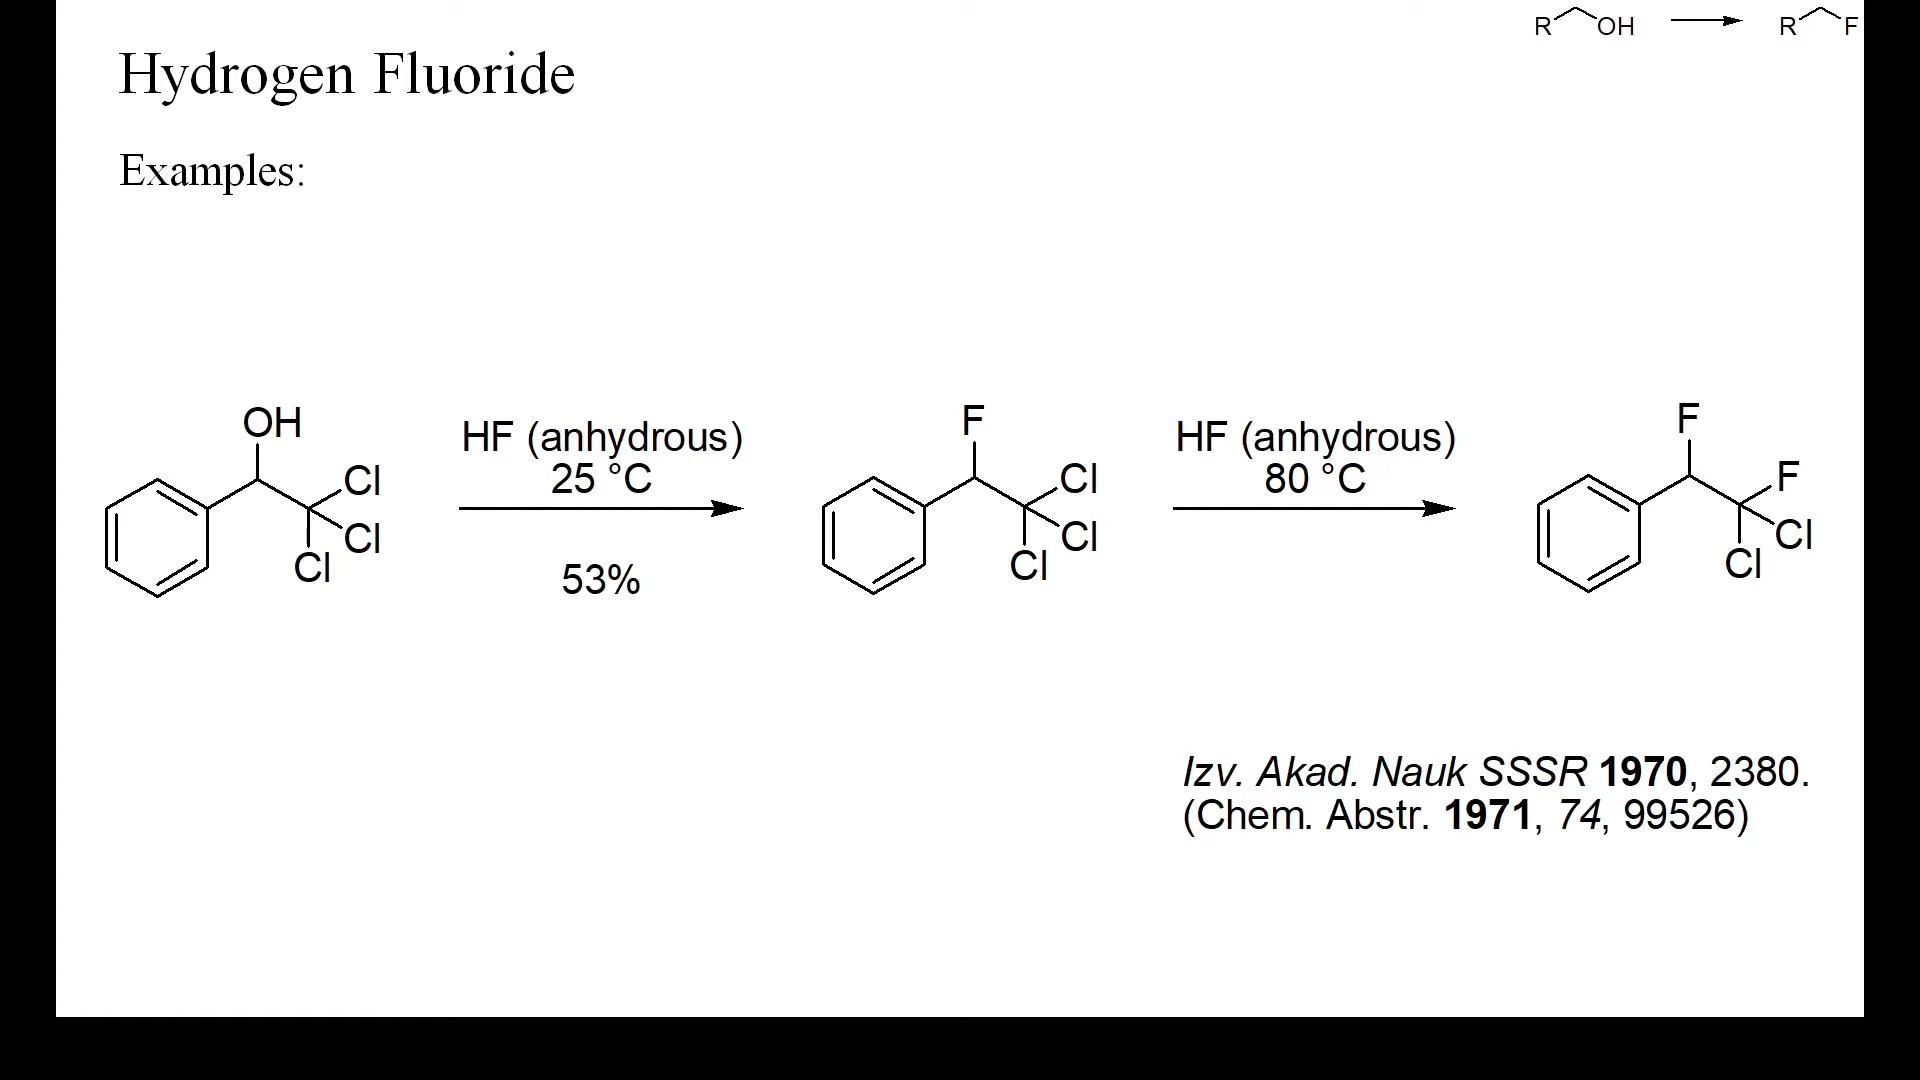 R OH R F
Hydrogen Fluoride
Examples:
OH
Cl
Cl
Cl
HF (anhydrous)
25 °C
53%
F
Cl
Cl
Cl
HF (anhydrous)
80 °C
F
F
Cl
Cl
Izv. Akad. Nauk SSSR 1970, 2380.
(Chem. Abstr. 1971, 74, 99526)